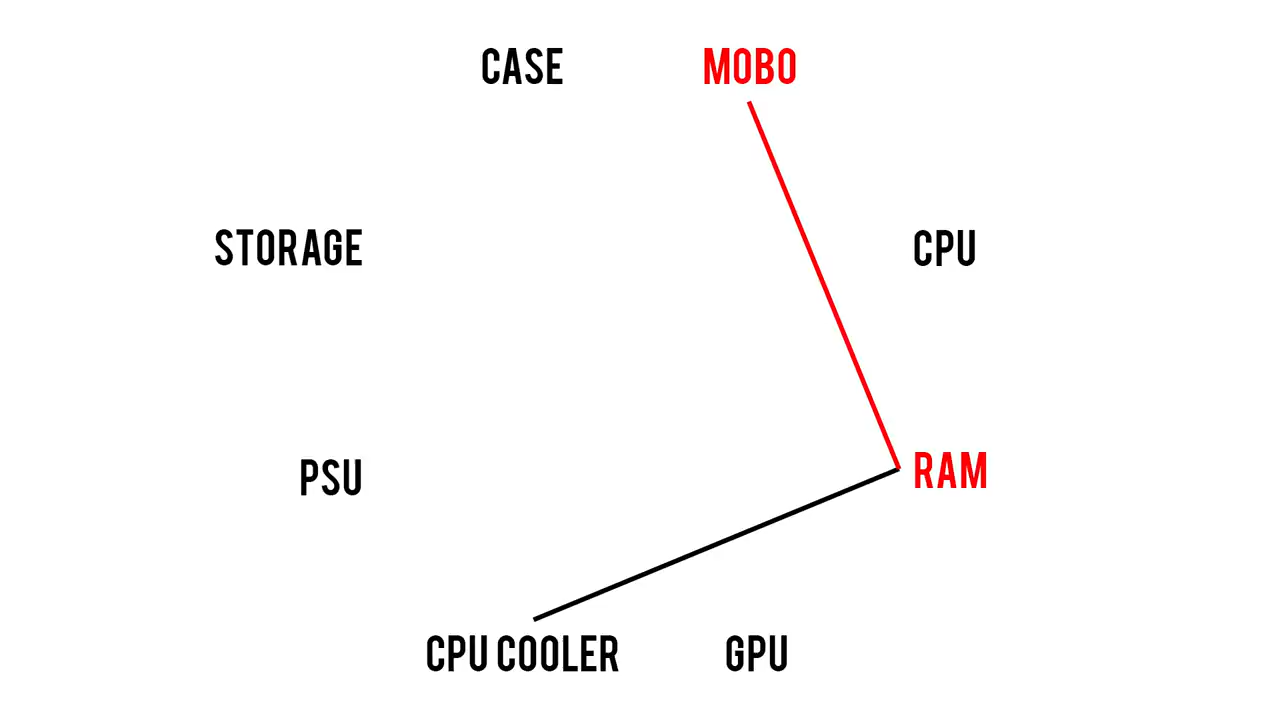 CASE
MOBO
STORAGE
CPU
PSU
RAM
CPU COOLER
GPU